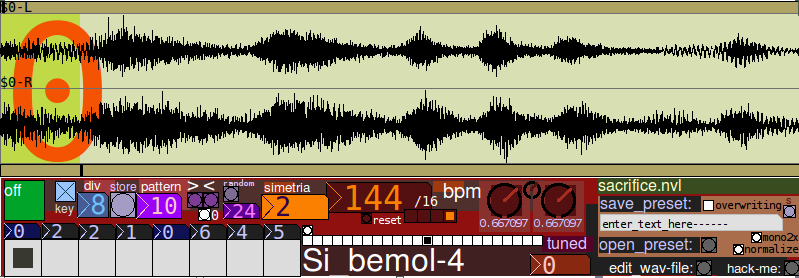 $0-L
$0-R
0
off
key
div
8
store
pattern
10
> <
0
random
24
simetria
2
144
/16
bpm
reset
0.667097
0.667097
sacrifice.nvl
save_preset:
overwriting
s
enter_text_here------
open_preset:
mono2x
normalize
edit_wav-file:
hack-me:
0 2 2 1 0 6 4 5
Si_bemol-4
tuned
0